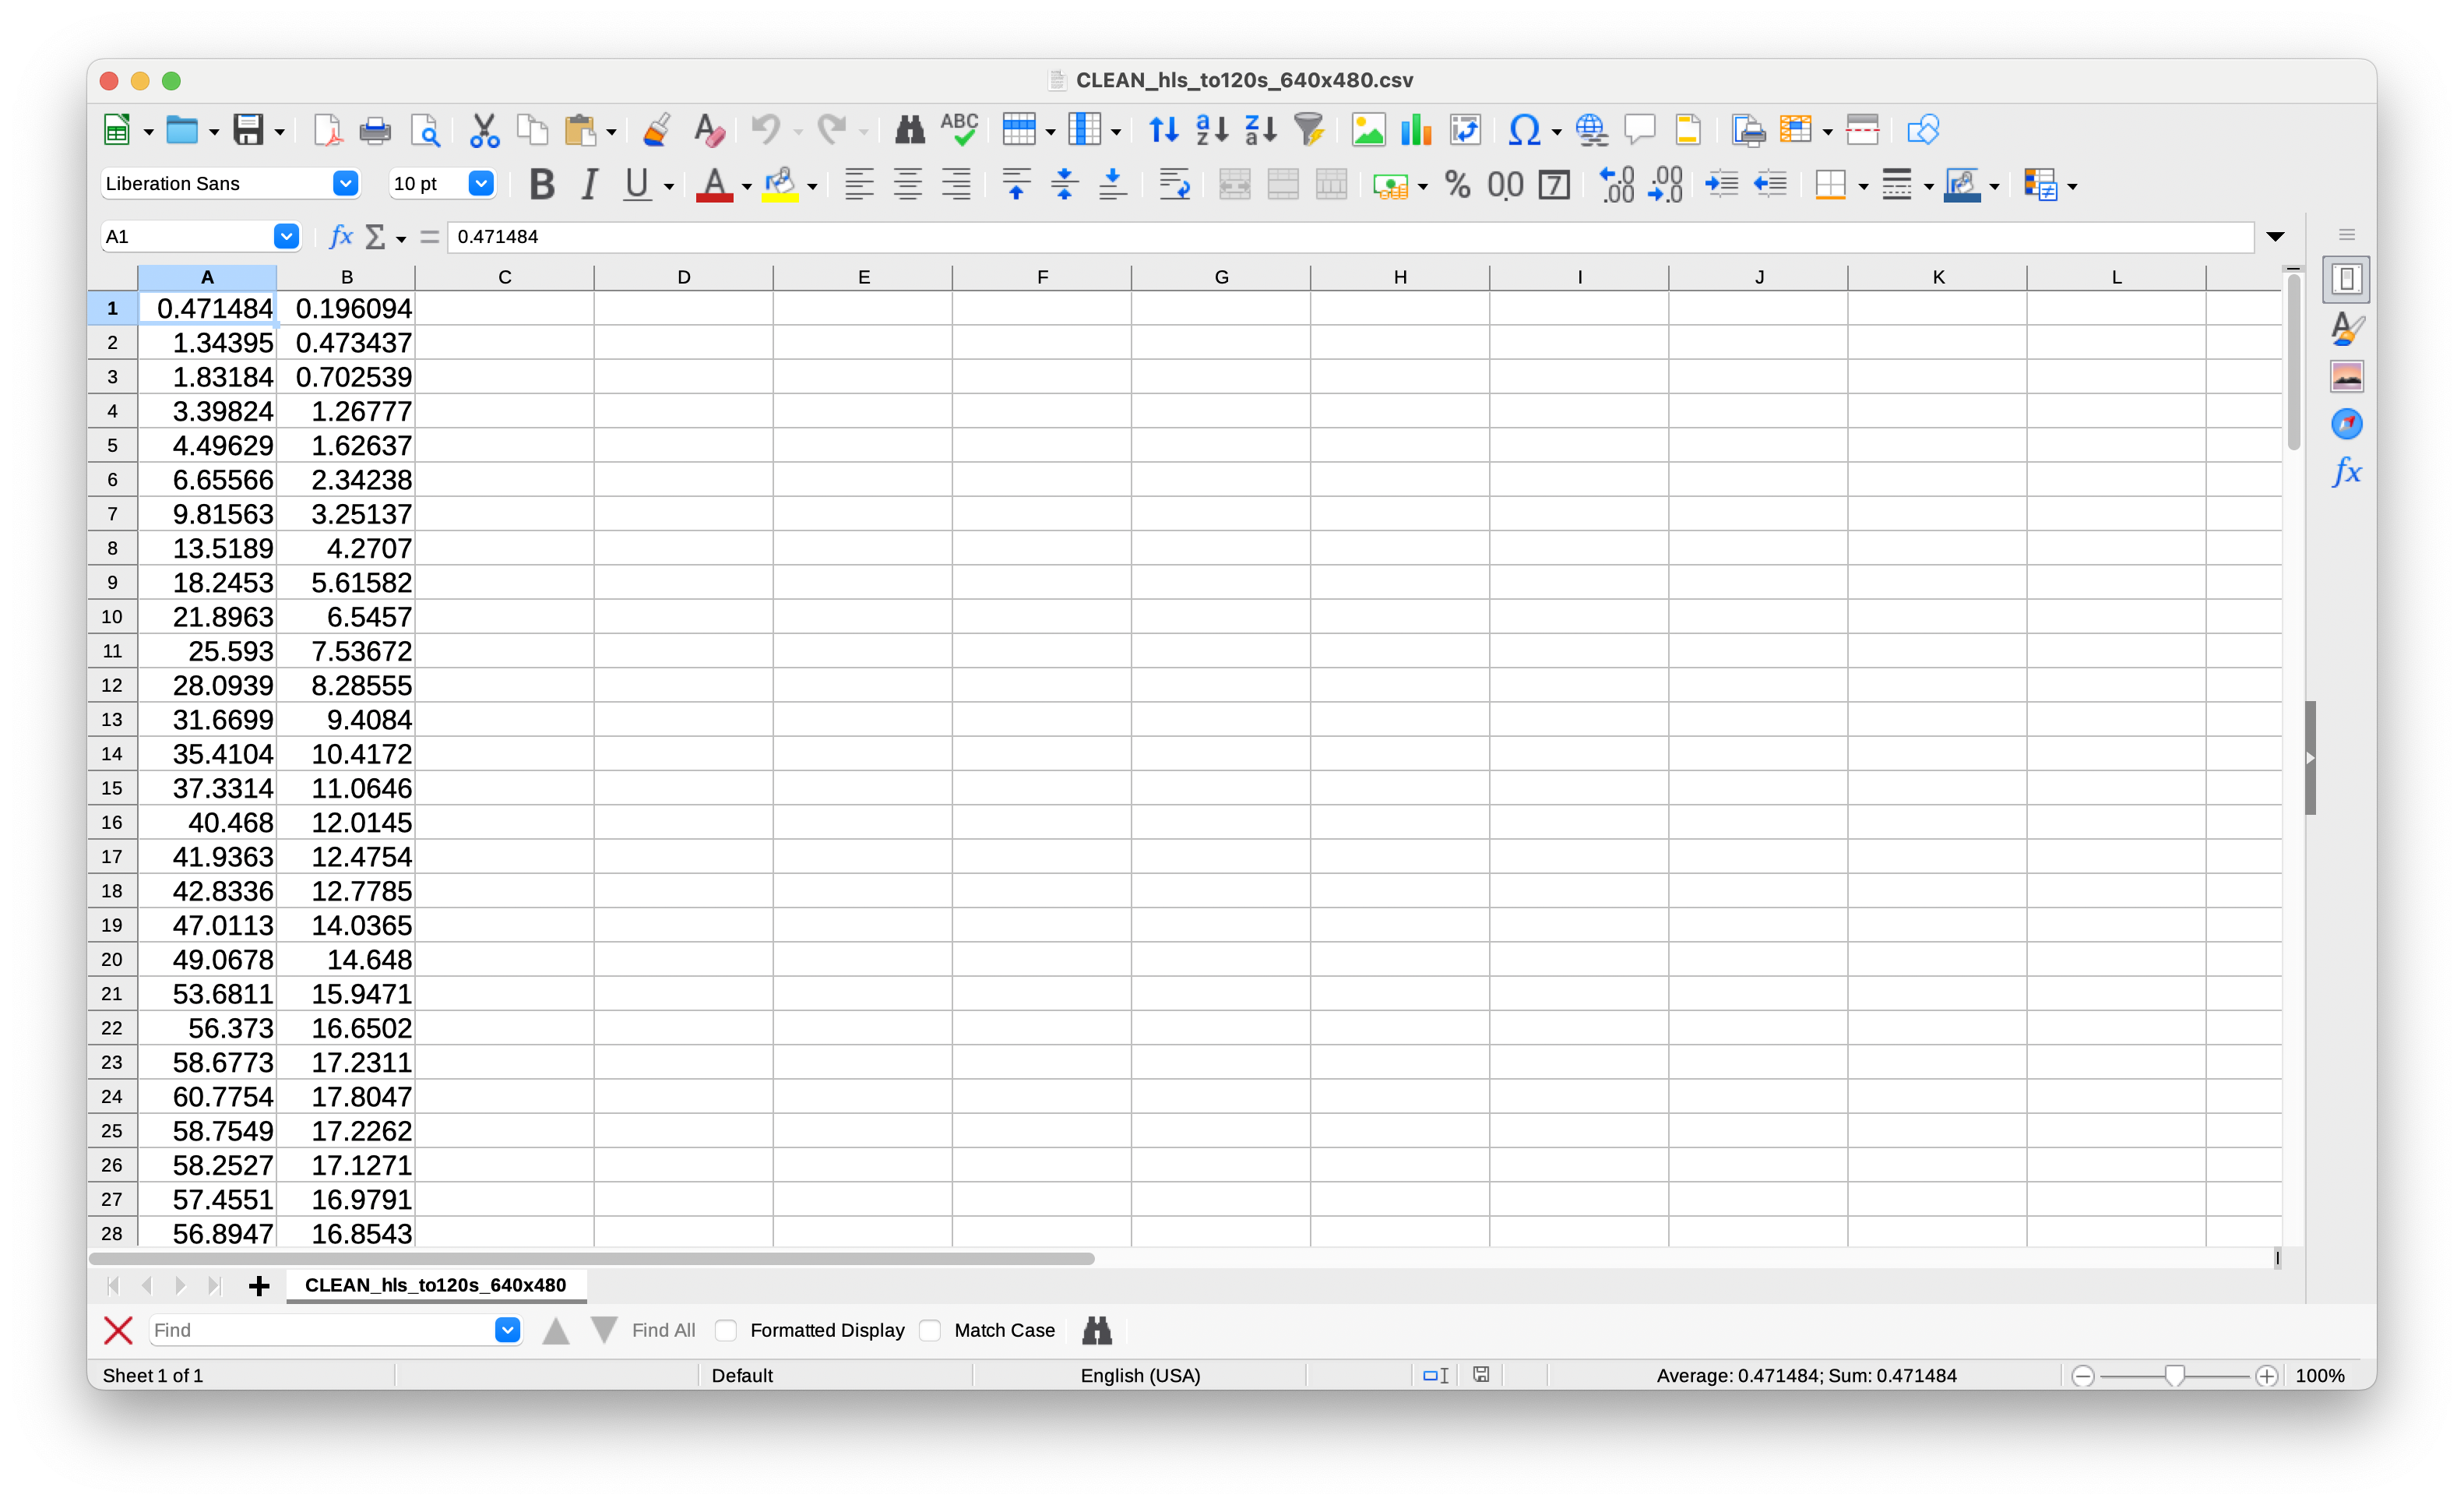 CLEAN_hls_to120s_640x480.csv
ABC
Liberation Sans 10 pt B I U A % 00 7 .0 .00 .00 .0
A1 fx Σ = 0.471484
A B C D E F G H I J K L
1 0.471484 0.196094
2 1.34395 0.473437
3 1.83184 0.702539
4 3.39824 1.26777
5 4.49629 1.62637
6 6.65566 2.34238
7 9.81563 3.25137
8 13.5189 4.2707
9 18.2453 5.61582
10 21.8963 6.5457
11 25.593 7.53672
12 28.0939 8.28555
13 31.6699 9.4084
14 35.4104 10.4172
15 37.3314 11.0646
16 40.468 12.0145
17 41.9363 12.4754
18 42.8336 12.7785
19 47.0113 14.0365
20 49.0678 14.648
21 53.6811 15.9471
22 56.373 16.6502
23 58.6773 17.2311
24 60.7754 17.8047
25 58.7549 17.2262
26 58.2527 17.1271
27 57.4551 16.9791
28 56.8947 16.8543
CLEAN_hls_to120s_640x480
Find Find All Formatted Display Match Case
Sheet 1 of 1 Default English (USA) Average: 0.471484; Sum: 0.471484 100%